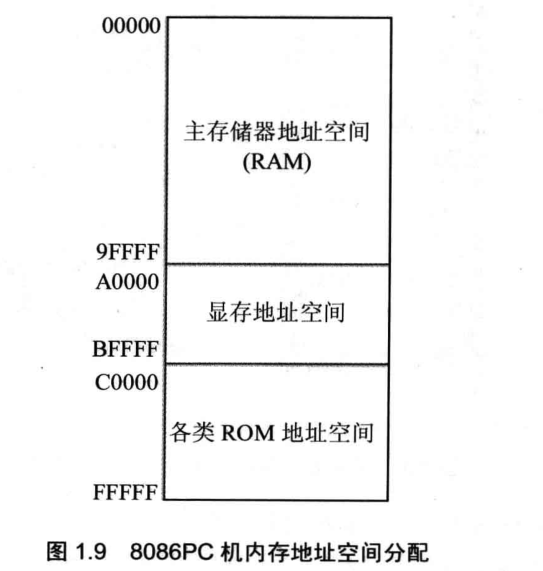 00000
主存储器地址空间
(RAM)
9FFFF
A0000
显存地址空间
BFFFF
C0000
各类 ROM 地址空间
FFFFF
图 1.9 8086PC 机内存地址空间分配